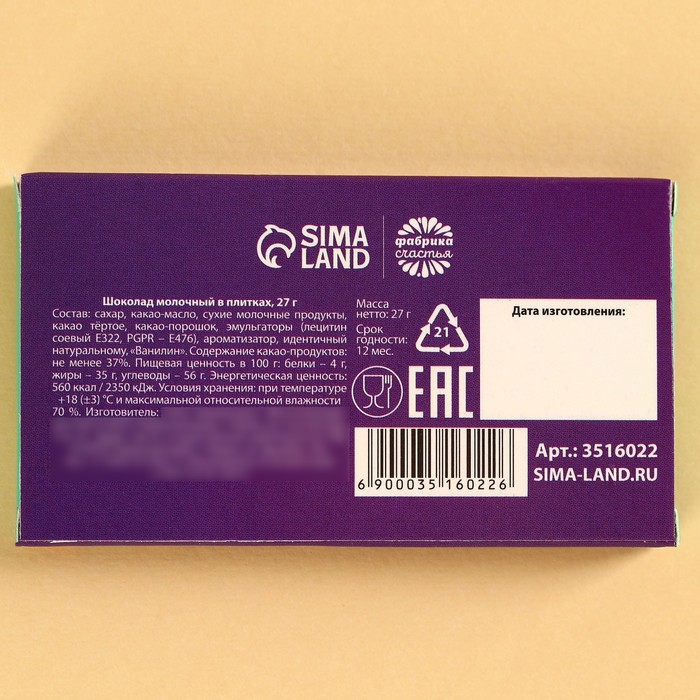 SIMA
LAND
фабрика
счастья
Шоколад молочный в плитках, 27 г
Состав: сахар, какао-масло, сухие молочные продукты,
какао тёртое, какао-порошок, эмульгаторы (лецитин
соевый Е322, PGPR – Е476), ароматизатор, идентичный
натуральному, «Ванилин». Содержание какао-продуктов:
не менее 37%. Пищевая ценность в 100 г: белки – 4 г,
жиры – 35 г, углеводы – 56 г. Энергетическая ценность:
560 ккал / 2350 кДж. Условия хранения: при температуре
+18 (±3) °С и максимальной относительной влажности
70 %. Изготовитель:
Масса
нетто: 27 г
Срок
годности:
12 мес.
21
EAC
Дата изготовления:
6 900035 160226
Арт.: 3516022
SIMA-LAND.RU